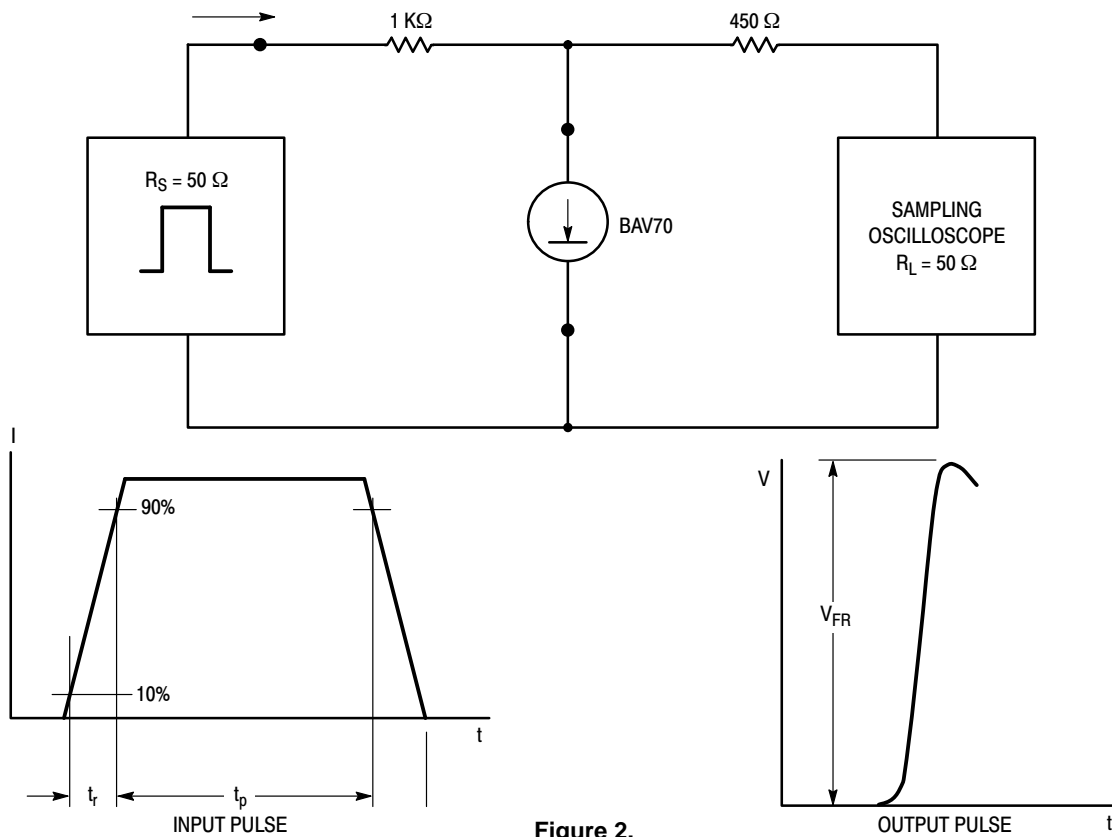 1 KΩ
450 Ω
R_S = 50 Ω
BAV70
SAMPLING
OSCILLOSCOPE
R_L = 50 Ω
I
90%
10%
t
t_r
t_p
INPUT PULSE
Figure 2.
V
V_FR
OUTPUT PULSE
t